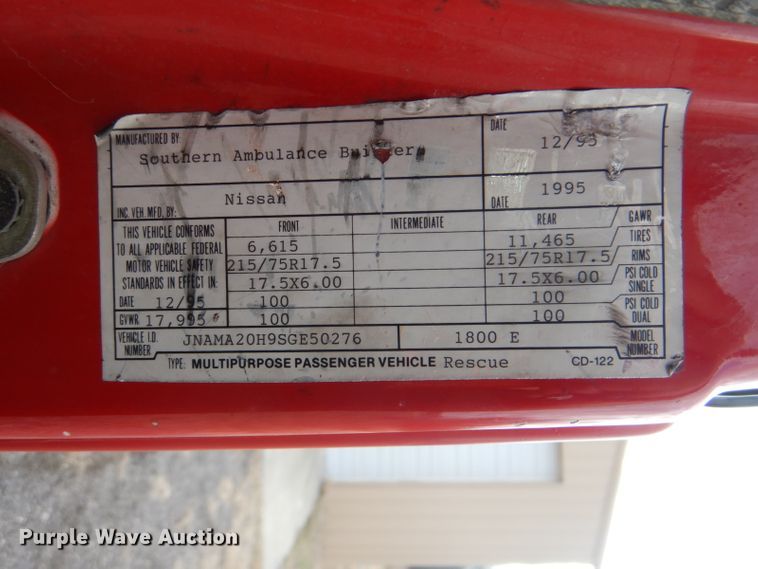 MANUFACTURED BY: Southern Ambulance Builders DATE 12/95
INC. VEH. MFD. BY: Nissan DATE 1995
THIS VEHICLE CONFORMS TO ALL APPLICABLE FEDERAL MOTOR VEHICLE SAFETY STANDARDS IN EFFECT IN:
FRONT INTERMEDIATE REAR
6,615 11,465 GAWR
215/75R17.5 215/75R17.5 TIRES
17.5X6.00 17.5X6.00 RIMS
DATE 12/95 100 100 PSI COLD SINGLE
GVWR 17,995 100 100 PSI COLD DUAL
VEHICLE I.D. NUMBER JNAMA20H9SGE50276 1800 E MODEL NUMBER
TYPE: MULTIPURPOSE PASSENGER VEHICLE Rescue CD-122
Purple Wave Auction